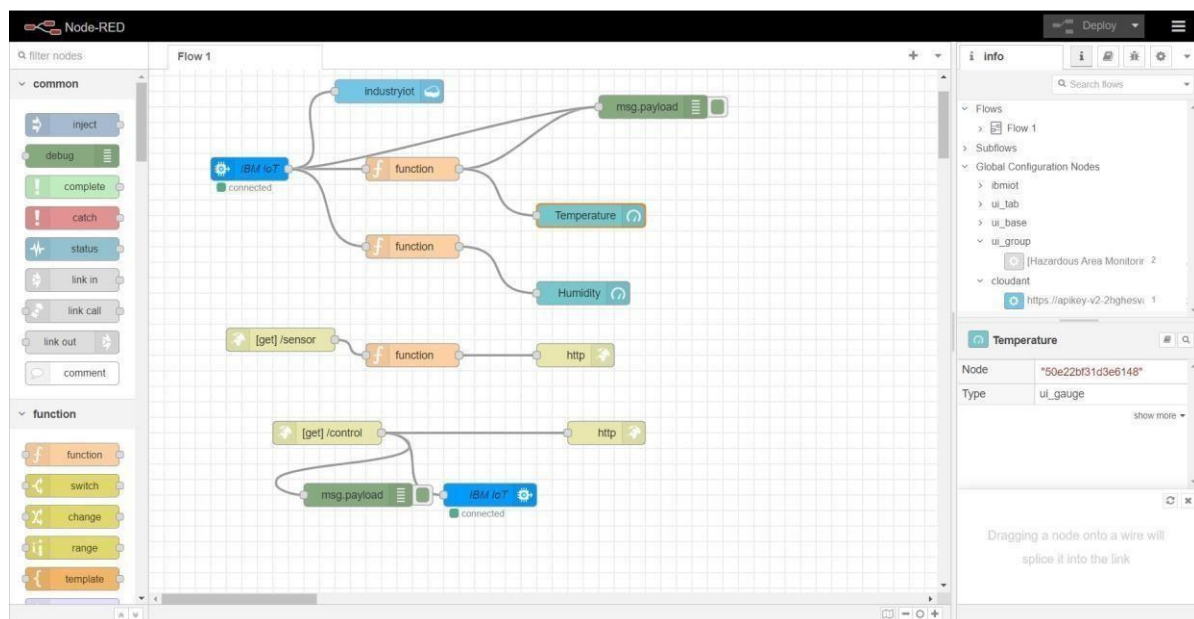 Node-RED
Deploy
filter nodes
common
inject
debug
complete
catch
status
link in
link call
link out
comment
function
function
switch
change
range
template
Flow 1
industryiot
msg.payload
IBM IoT
connected
function
Temperature
function
Humidity
[get] /sensor
function
http
[get] /control
http
msg.payload
IBM IoT
connected
i info
i
Search flows
Flows
Flow 1
Subflows
Global Configuration Nodes
ibmiot
ui_tab
ui_base
ui_group
[Hazardous Area Monitorir 2
cloudant
https://apikey-v2-2hghesv 1
Temperature
Node "50e22bf31d3e6148"
Type ui_gauge
show more
Dragging a node onto a wire will
splice it into the link